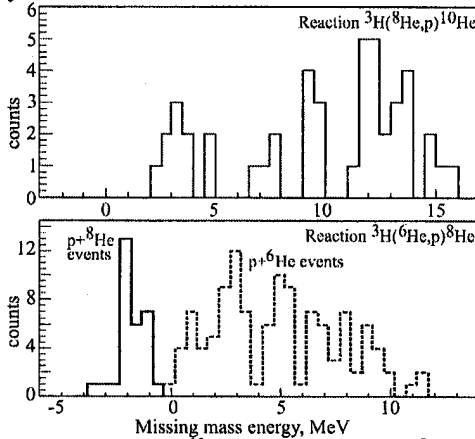 Reaction ³H(⁸He,p)¹⁰He
6
5
4
3
2
1
0
counts
0
5
10
15
Reaction ³H(⁶He,p)⁸He
p+⁸He
events
p+⁶He events
12
8
4
0
counts
-5
0
5
10
Missing mass energy, MeV